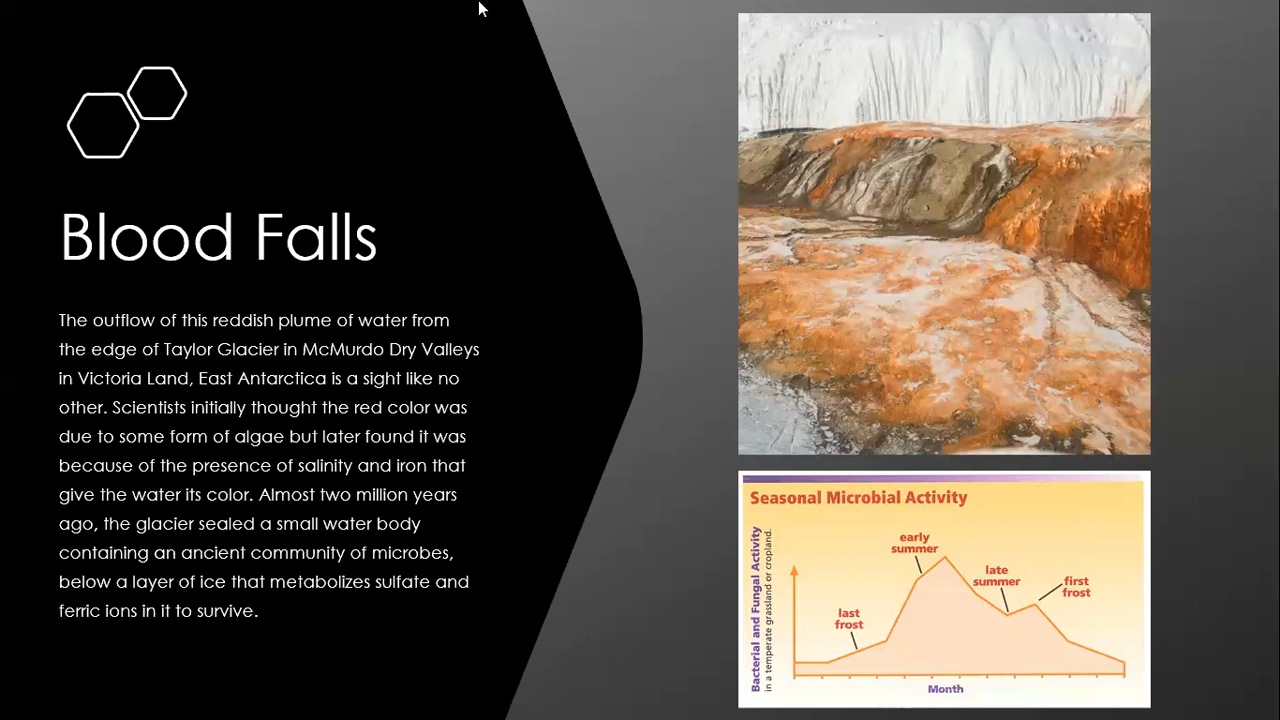 Blood Falls
The outflow of this reddish plume of water from
the edge of Taylor Glacier in McMurdo Dry Valleys
in Victoria Land, East Antarctica is a sight like no
other. Scientists initially thought the red color was
due to some form of algae but later found it was
because of the presence of salinity and iron that
give the water its color. Almost two million years
ago, the glacier sealed a small water body
containing an ancient community of microbes,
below a layer of ice that metabolizes sulfate and
ferric ions in it to survive.
Seasonal Microbial Activity
Bacterial and Fungal Activity
in a temperate grassland or cropland.
last
frost
early
summer
late
summer
first
frost
Month